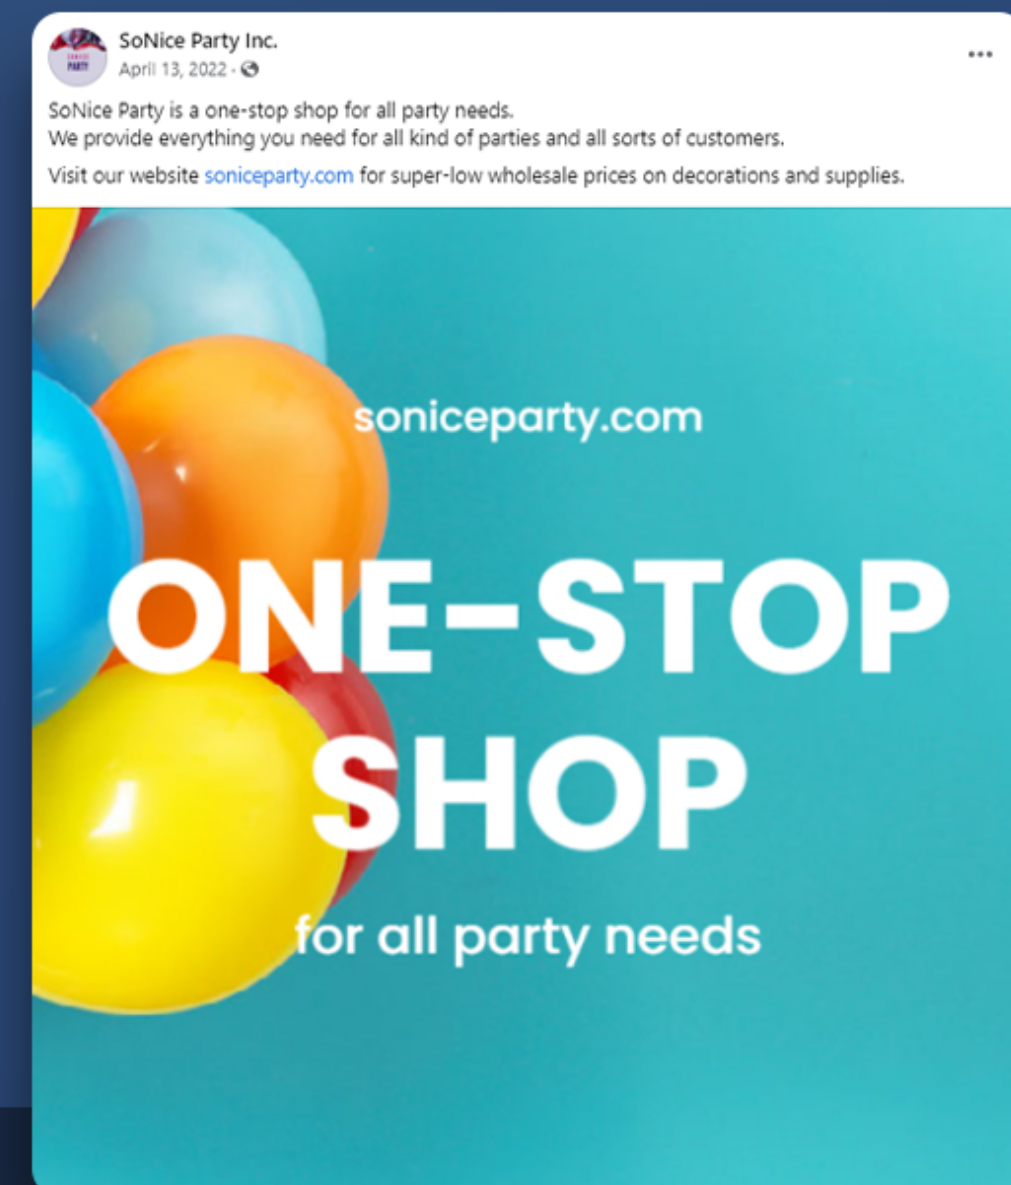 SoNice Party Inc.
April 13, 2022 ·
SoNice Party is a one-stop shop for all party needs.
We provide everything you need for all kind of parties and all sorts of customers.
Visit our website soniceparty.com for super-low wholesale prices on decorations and supplies.
soniceparty.com
ONE-STOP
SHOP
for all party needs